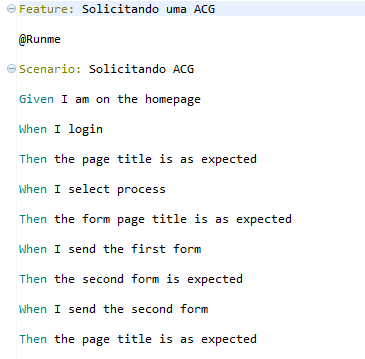 Feature: Solicitando uma ACG
@Runme
Scenario: Solicitando ACG
Given I am on the homepage
When I login
Then the page title is as expected
When I select process
Then the form page title is as expected
When I send the first form
Then the second form is expected
When I send the second form
Then the page title is as expected